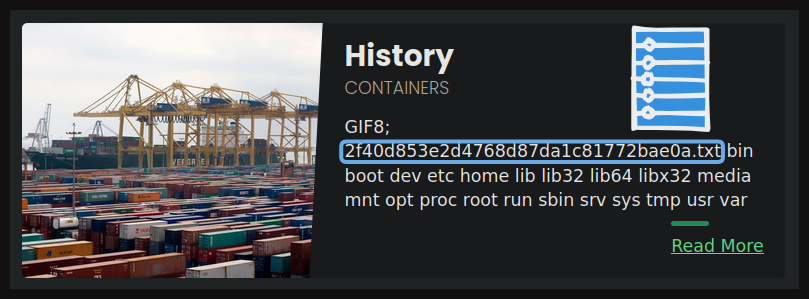 History
CONTAINERS
GIF8;
2f40d853e2d4768d87da1c81772bae0a.txt bin
boot dev etc home lib lib32 lib64 libx32 media
mnt opt proc root run sbin srv sys tmp usr var
Read More
EVERGREEN